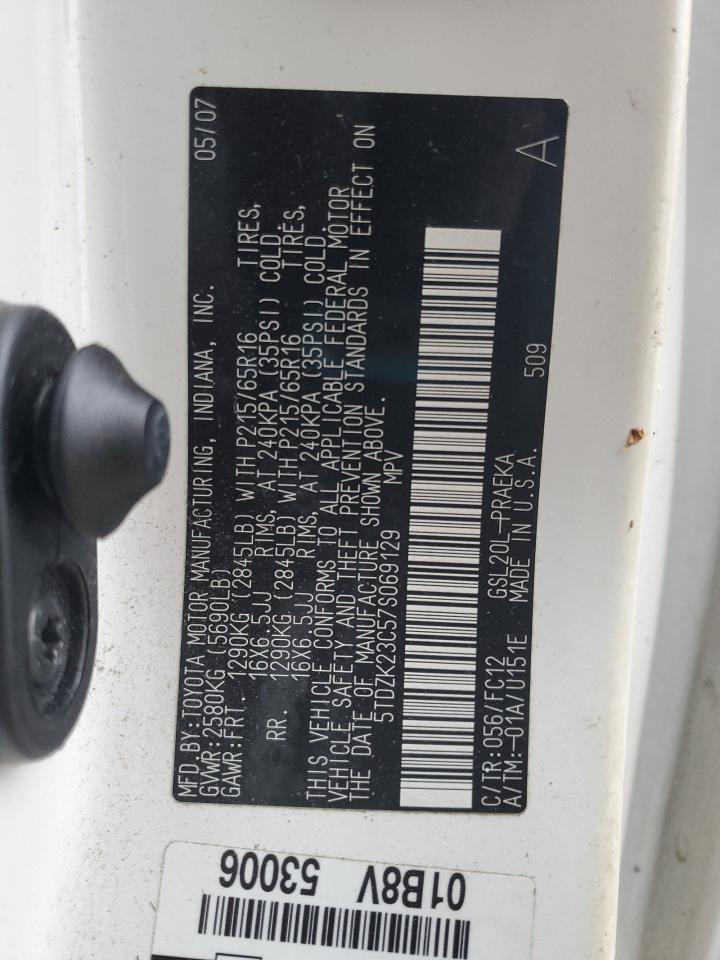 MFD.BY:TOYOTA MOTOR MANUFACTURING, INDIANA, INC. 05/07
GVWR:2580KG (5690LB)
GAWR:FRT. 1290KG (2845LB) WITH P215/65R16 TIRES,
16X6.5JJ RIMS, AT 240KPA (35PSI) COLD.
RR. 1290KG (2845LB) WITH P215/65R16 TIRES,
16X6.5JJ RIMS, AT 240KPA (35PSI) COLD.
THIS VEHICLE CONFORMS TO ALL APPLICABLE FEDERAL MOTOR
VEHICLE SAFETY AND THEFT PREVENTION STANDARDS IN EFFECT ON
THE DATE OF MANUFACTURE SHOWN ABOVE.
5TDZK23C57S069129 MPV
C/TR:056/FC12 GSL20L-PRAEKA 509 A
A/TM:-01A/U151E MADE IN U.S.A.
01B8V 53006